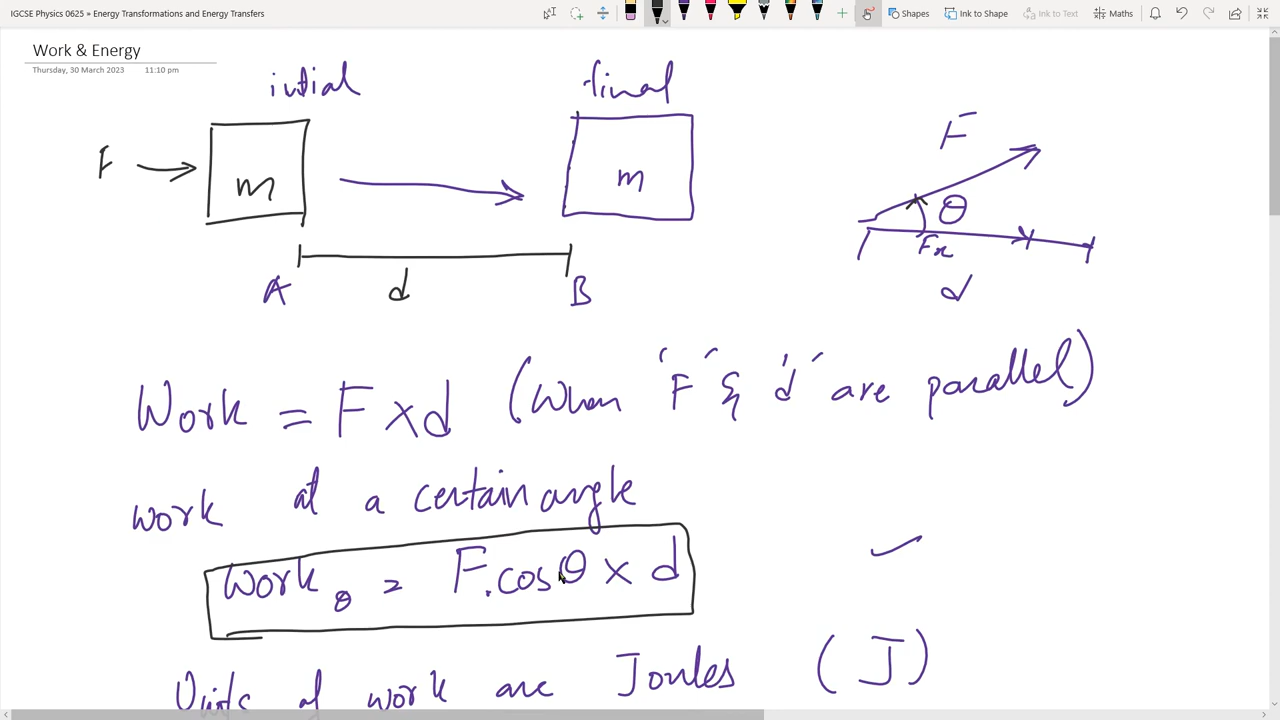 IGCSE Physics 0625 » Energy Transformations and Energy Transfers
Shapes Ink to Shape Ink to Text Maths
Work & Energy
Thursday, 30 March 2023 11:10 pm
intial final
F m m
F
θ
Fx
A d B
d
Work = F x d (When "F" & 'd' are parallel)
work at a certain angle
Work θ = F.cosθ x d
Units of work are Joules (J)